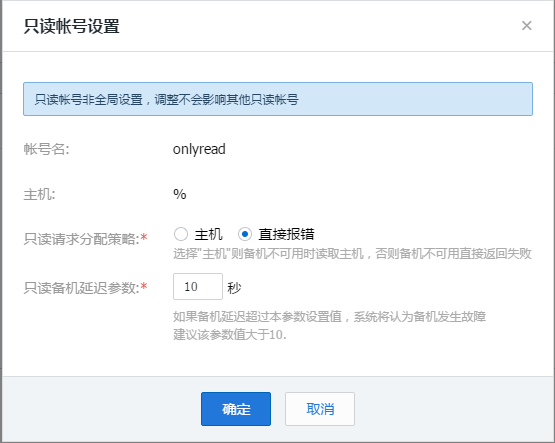 只读帐号设置 ×
只读帐号非全局设置，调整不会影响其他只读帐号
帐号名: onlyread
主机: %
只读请求分配策略:* 主机 直接报错
选择"主机"则备机不可用时读取主机，否则备机不可用直接返回失败
只读备机延迟参数:* 10 秒
如果备机延迟超过本参数设置值，系统将认为备机发生故障
建议该参数值大于10.
确定 取消